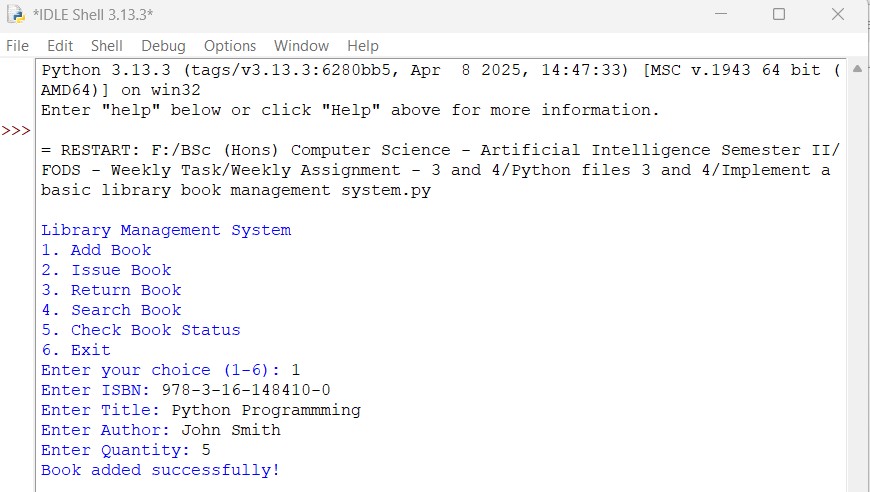 *IDLE Shell 3.13.3*
File Edit Shell Debug Options Window Help
Python 3.13.3 (tags/v3.13.3:6280bb5, Apr  8 2025, 14:47:33) [MSC v.1943 64 bit (
AMD64)] on win32
Enter "help" below or click "Help" above for more information.
>>>
= RESTART: F:/BSc (Hons) Computer Science - Artificial Intelligence Semester II/
FODS - Weekly Task/Weekly Assignment - 3 and 4/Python files 3 and 4/Implement a
basic library book management system.py
Library Management System
1. Add Book
2. Issue Book
3. Return Book
4. Search Book
5. Check Book Status
6. Exit
Enter your choice (1-6): 1
Enter ISBN: 978-3-16-148410-0
Enter Title: Python Programmming
Enter Author: John Smith
Enter Quantity: 5
Book added successfully!